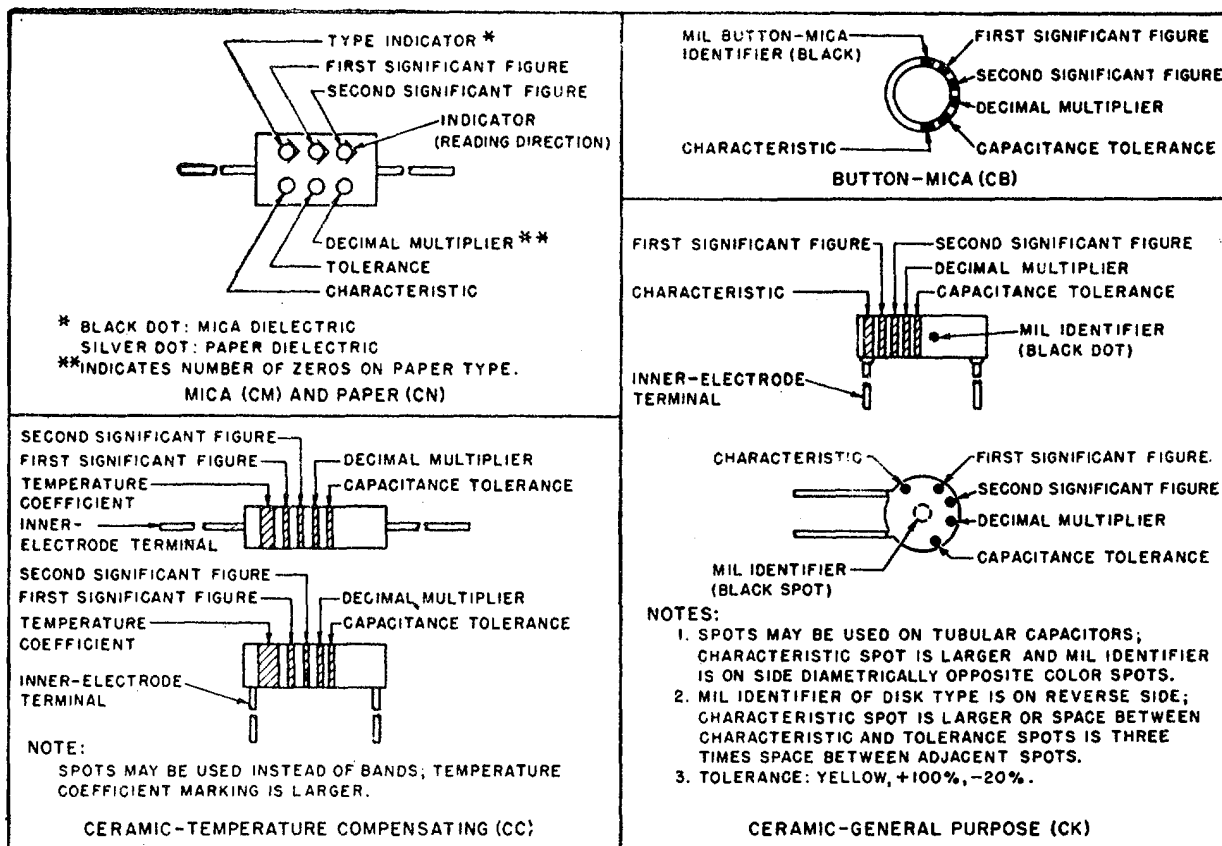 TYPE INDICATOR *
FIRST SIGNIFICANT FIGURE
SECOND SIGNIFICANT FIGURE
INDICATOR
(READING DIRECTION)
DECIMAL MULTIPLIER **
TOLERANCE
CHARACTERISTIC
* BLACK DOT: MICA DIELECTRIC
SILVER DOT: PAPER DIELECTRIC
**INDICATES NUMBER OF ZEROS ON PAPER TYPE.
MICA (CM) AND PAPER (CN)
MIL BUTTON-MICA
IDENTIFIER (BLACK)
FIRST SIGNIFICANT FIGURE
SECOND SIGNIFICANT FIGURE
DECIMAL MULTIPLIER
CHARACTERISTIC
CAPACITANCE TOLERANCE
BUTTON-MICA (CB)
SECOND SIGNIFICANT FIGURE
FIRST SIGNIFICANT FIGURE
DECIMAL MULTIPLIER
TEMPERATURE
COEFFICIENT
CAPACITANCE TOLERANCE
INNER-
ELECTRODE TERMINAL
SECOND SIGNIFICANT FIGURE
FIRST SIGNIFICANT FIGURE
DECIMAL MULTIPLIER
TEMPERATURE
COEFFICIENT
CAPACITANCE TOLERANCE
INNER-ELECTRODE
TERMINAL
NOTE:
SPOTS MAY BE USED INSTEAD OF BANDS; TEMPERATURE
COEFFICIENT MARKING IS LARGER.
CERAMIC-TEMPERATURE COMPENSATING (CC)
FIRST SIGNIFICANT FIGURE
SECOND SIGNIFICANT FIGURE
DECIMAL MULTIPLIER
CHARACTERISTIC
CAPACITANCE TOLERANCE
MIL IDENTIFIER
(BLACK DOT)
INNER-ELECTRODE
TERMINAL
CHARACTERISTIC
FIRST SIGNIFICANT FIGURE.
SECOND SIGNIFICANT FIGURE
DECIMAL MULTIPLIER
CAPACITANCE TOLERANCE
MIL IDENTIFIER
(BLACK SPOT)
NOTES:
1. SPOTS MAY BE USED ON TUBULAR CAPACITORS;
CHARACTERISTIC SPOT IS LARGER AND MIL IDENTIFIER
IS ON SIDE DIAMETRICALLY OPPOSITE COLOR SPOTS.
2. MIL IDENTIFIER OF DISK TYPE IS ON REVERSE SIDE;
CHARACTERISTIC SPOT IS LARGER OR SPACE BETWEEN
CHARACTERISTIC AND TOLERANCE SPOTS IS THREE
TIMES SPACE BETWEEN ADJACENT SPOTS.
3. TOLERANCE: YELLOW, +100%, -20%.
CERAMIC-GENERAL PURPOSE (CK)